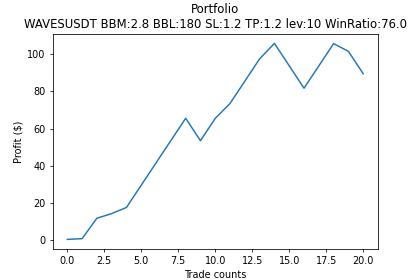 Portfolio
WAVESUSDT BBM:2.8 BBL:180 SL:1.2 TP:1.2 lev:10 WinRatio:76.0
Profit ($)
100
80
60
40
20
0
0.0 2.5 5.0 7.5 10.0 12.5 15.0 17.5 20.0
Trade counts